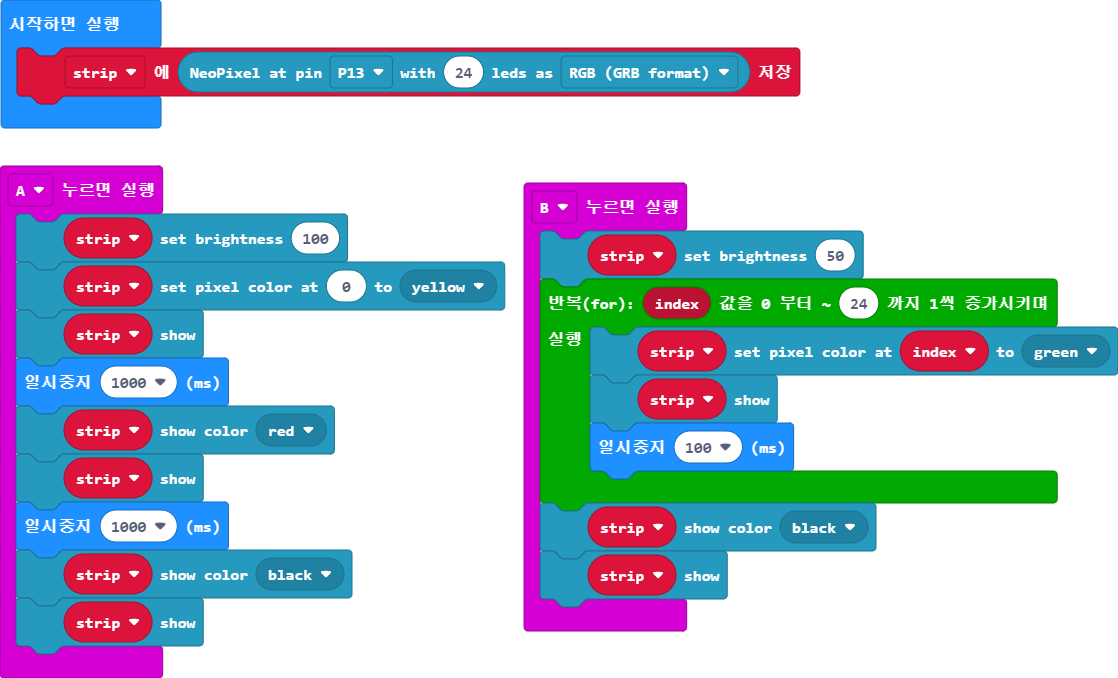 시작하면 실행
strip 에 NeoPixel at pin P13 with 24 leds as RGB (GRB format) 저장
A 누르면 실행
strip set brightness 100
strip set pixel color at 0 to yellow
strip show
일시중지 1000 (ms)
strip show color red
strip show
일시중지 1000 (ms)
strip show color black
strip show
B 누르면 실행
strip set brightness 50
반복(for): index 값을 0 부터 ~ 24 까지 1씩 증가시키며
실행
strip set pixel color at index to green
strip show
일시중지 100 (ms)
strip show color black
strip show